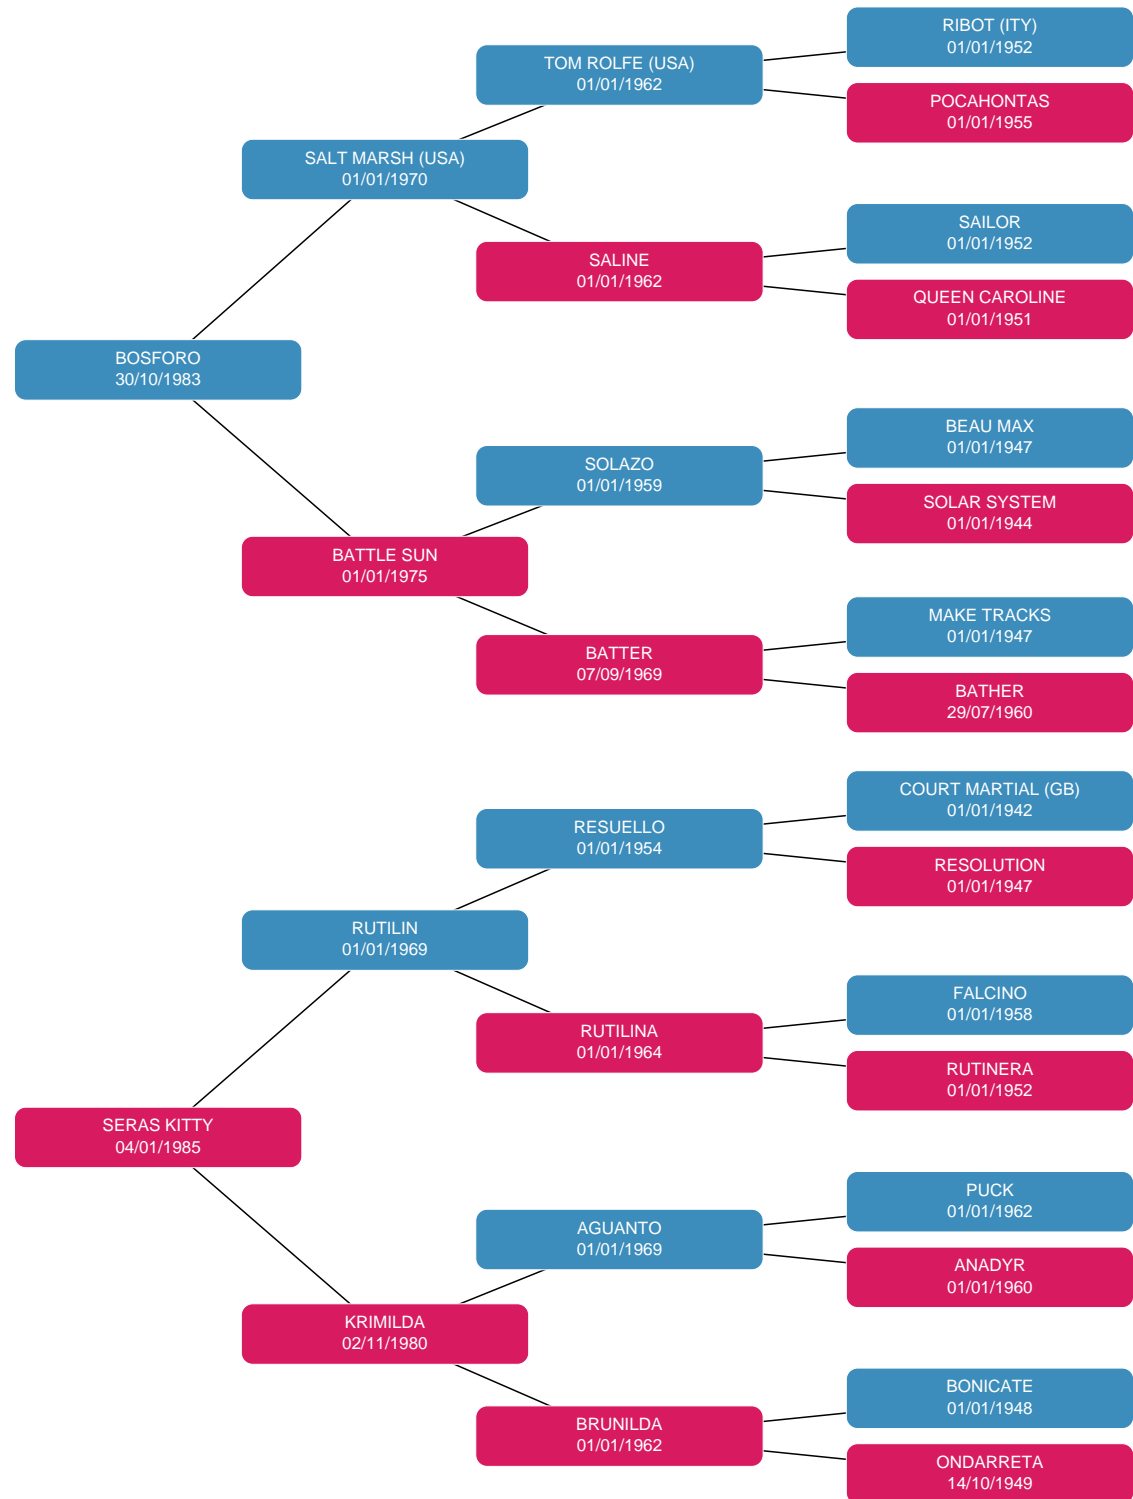 RIBOT (ITY)
01/01/1952
TOM ROLFE (USA)
01/01/1962
POCAHONTAS
01/01/1955
SALT MARSH (USA)
01/01/1970
SAILOR
01/01/1952
SALINE
01/01/1962
QUEEN CAROLINE
01/01/1951
BOSFORO
30/10/1983
BEAU MAX
01/01/1947
SOLAZO
01/01/1959
SOLAR SYSTEM
01/01/1944
BATTLE SUN
01/01/1975
MAKE TRACKS
01/01/1947
BATTER
07/09/1969
BATHER
29/07/1960
COURT MARTIAL (GB)
01/01/1942
RESUELLO
01/01/1954
RESOLUTION
01/01/1947
RUTILIN
01/01/1969
FALCINO
01/01/1958
RUTILINA
01/01/1964
RUTINERA
01/01/1952
SERAS KITTY
04/01/1985
PUCK
01/01/1962
AGUANTO
01/01/1969
ANADYR
01/01/1960
KRIMILDA
02/11/1980
BONICATE
01/01/1948
BRUNILDA
01/01/1962
ONDARRETA
14/10/1949